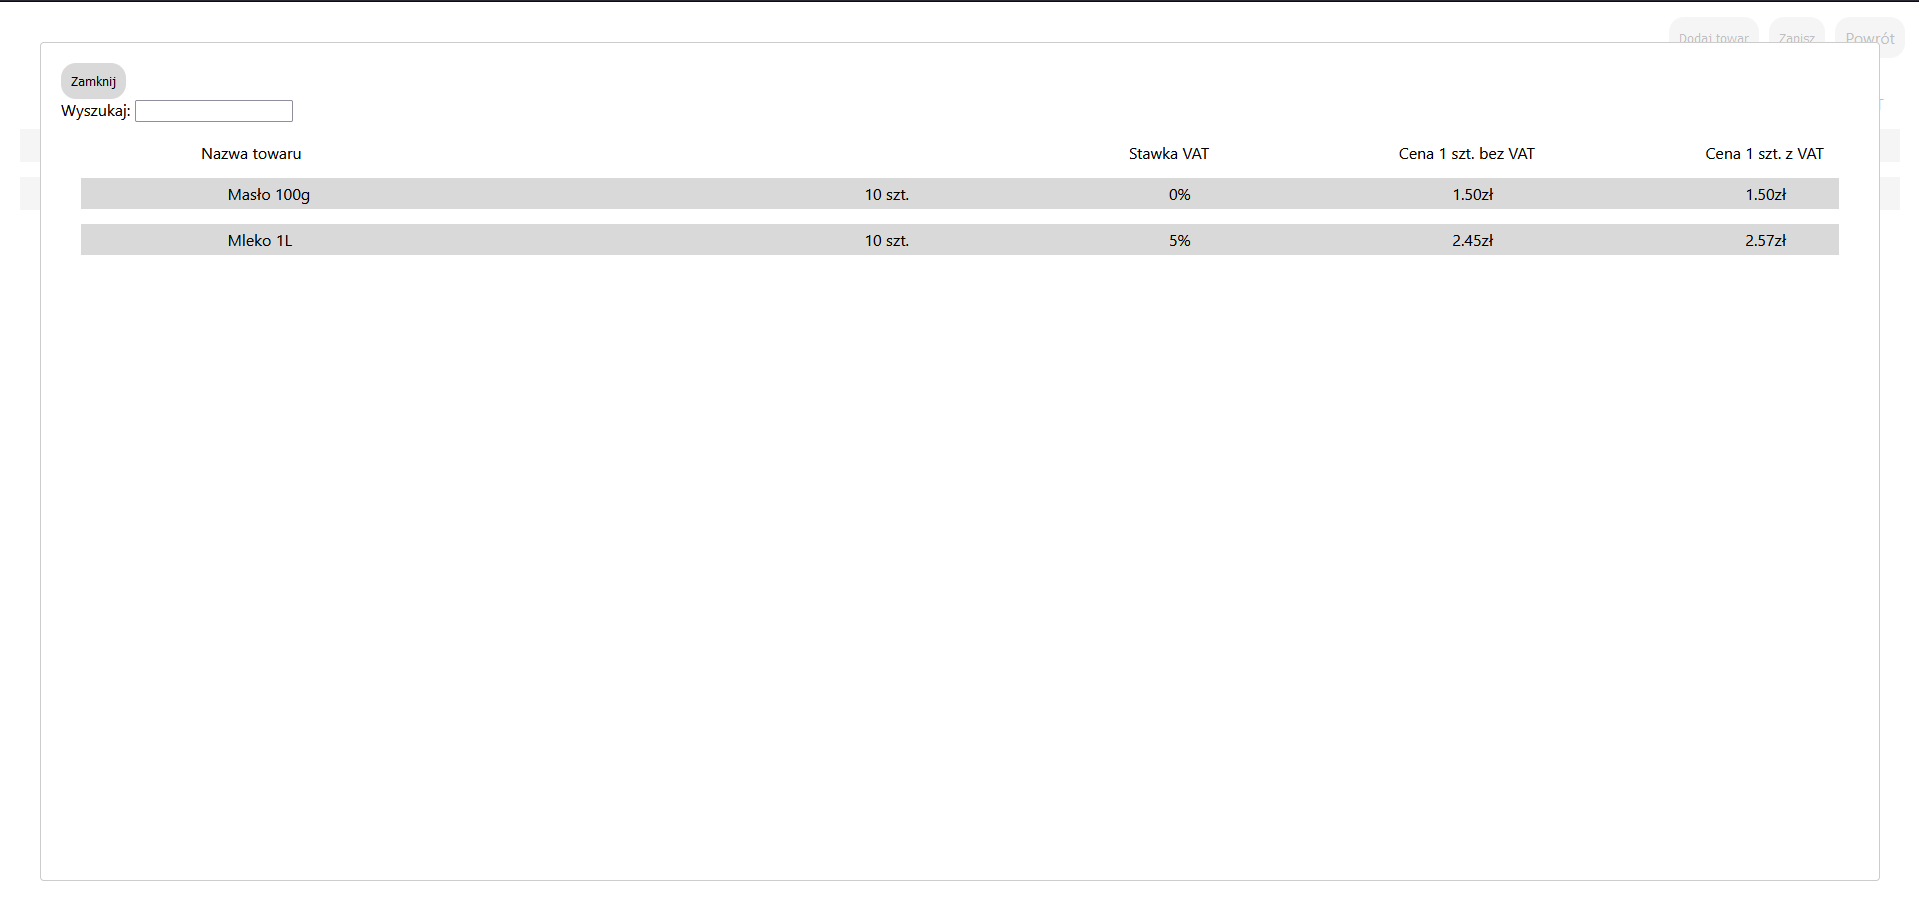 Dodaj towar Zapisz Powrót
Zamknij
Wyszukaj:
Nazwa towaru Stawka VAT Cena 1 szt. bez VAT Cena 1 szt. z VAT
Masło 100g 10 szt. 0% 1.50zł 1.50zł
Mleko 1L 10 szt. 5% 2.45zł 2.57zł